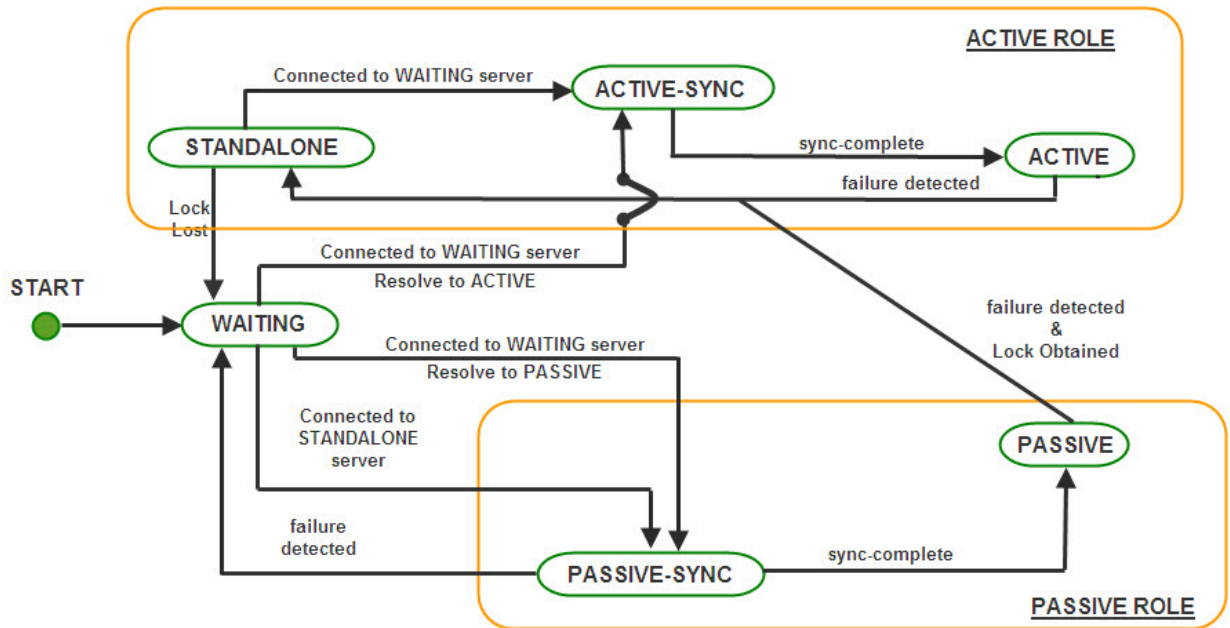 ACTIVE ROLE
Connected to WAITING server
ACTIVE-SYNC
STANDALONE
sync-complete
ACTIVE
failure detected
Lock
Lost
Connected to WAITING server
Resolve to ACTIVE
START
WAITING
failure detected
&
Lock Obtained
Connected to WAITING server
Resolve to PASSIVE
Connected to
STANDALONE
server
PASSIVE
failure
detected
sync-complete
PASSIVE-SYNC
PASSIVE ROLE